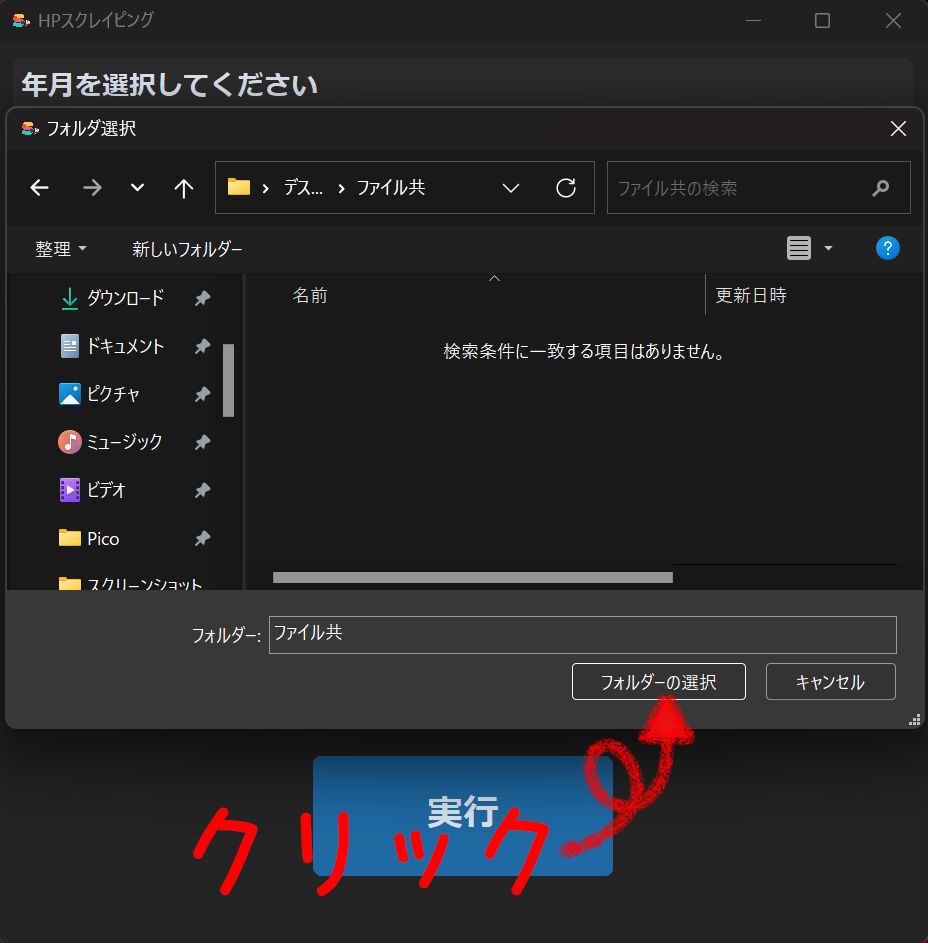 HPスクレイピング
年月を選択してください
フォルダ選択
デス... ファイル共
ファイル共の検索
整理 新しいフォルダー
?
名前 更新日時
検索条件に一致する項目はありません。
ダウンロード
ドキュメント
ピクチャ
ミュージック
ビデオ
Pico
スクリーンショット
フォルダー: ファイル共
フォルダーの選択 キャンセル
実行
クリック